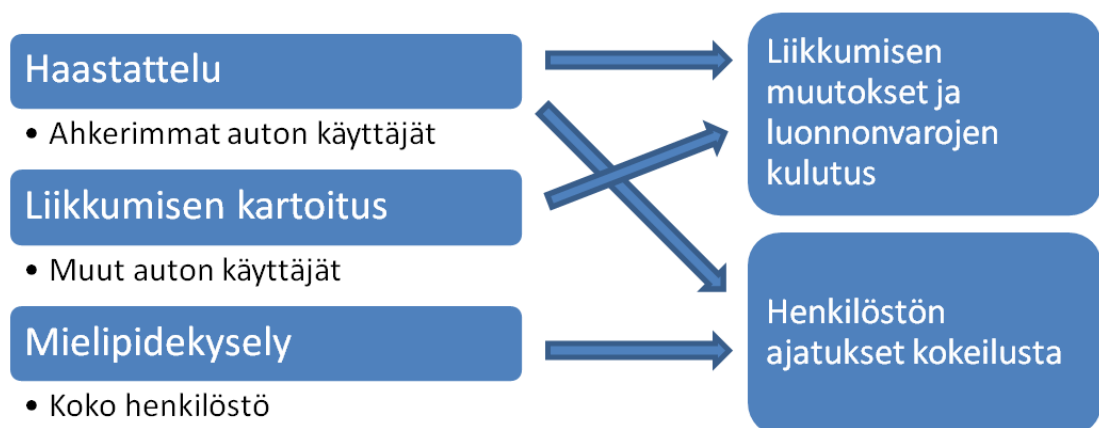 Haastattelu
• Ahkerimmat auton käyttäjät
Liikkumisen kartoitus
• Muut auton käyttäjät
Mielipidekysely
• Koko henkilöstö
Liikkumisen
muutokset ja
luonnonvarojen
kulutus
Henkilöstön
ajatukset kokeilusta